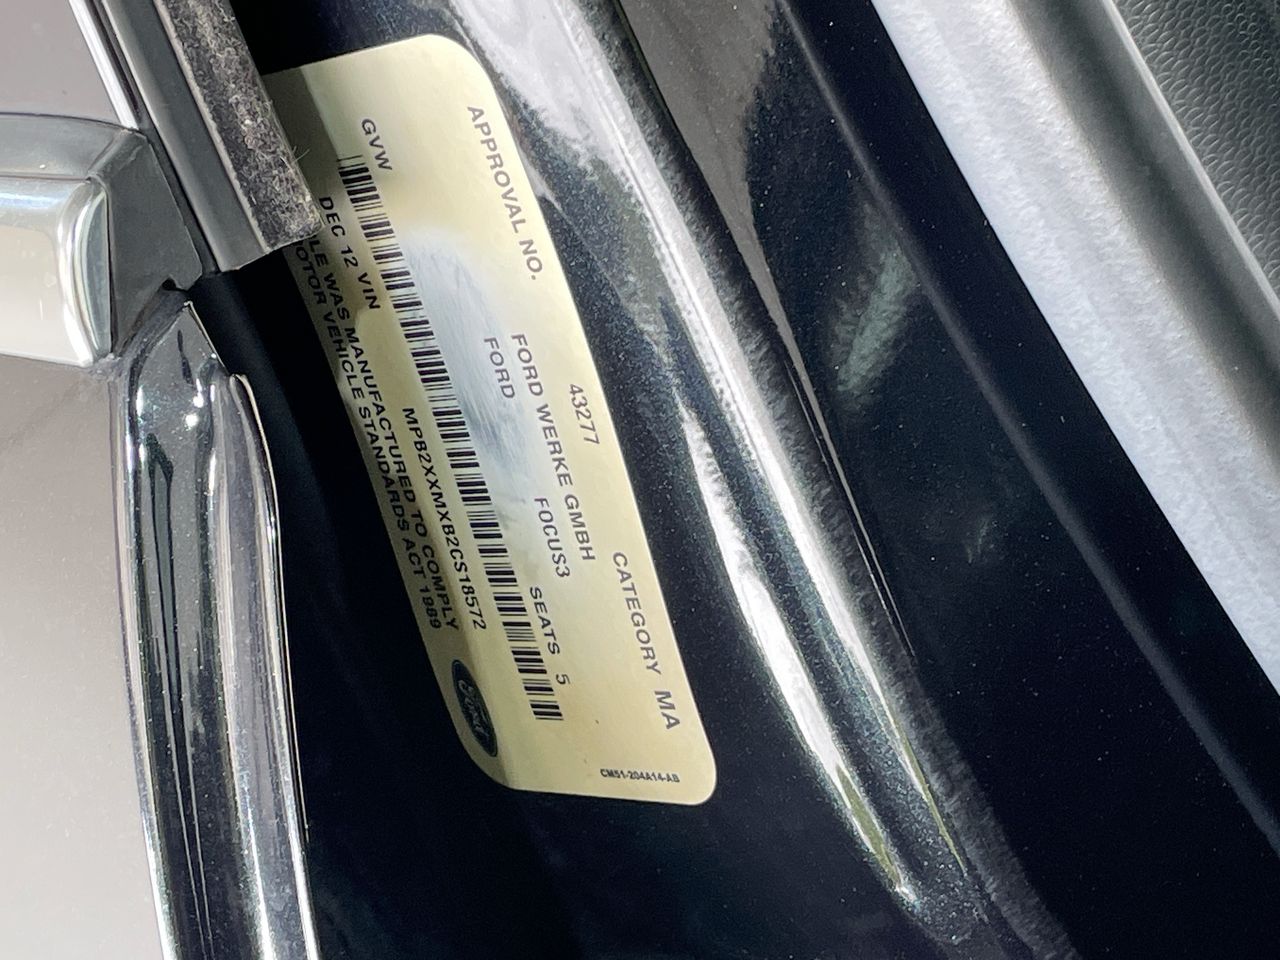 APPROVAL NO. 43277 CATEGORY MA
FORD WERKE GMBH
FORD FOCUS3 SEATS 5
GVW
DEC 12 VIN MPB2XXMXB2CS18572
WAS MANUFACTURED TO COMPLY
MOTOR VEHICLE STANDARDS ACT 1989
Ford
CM51-204A14-AB